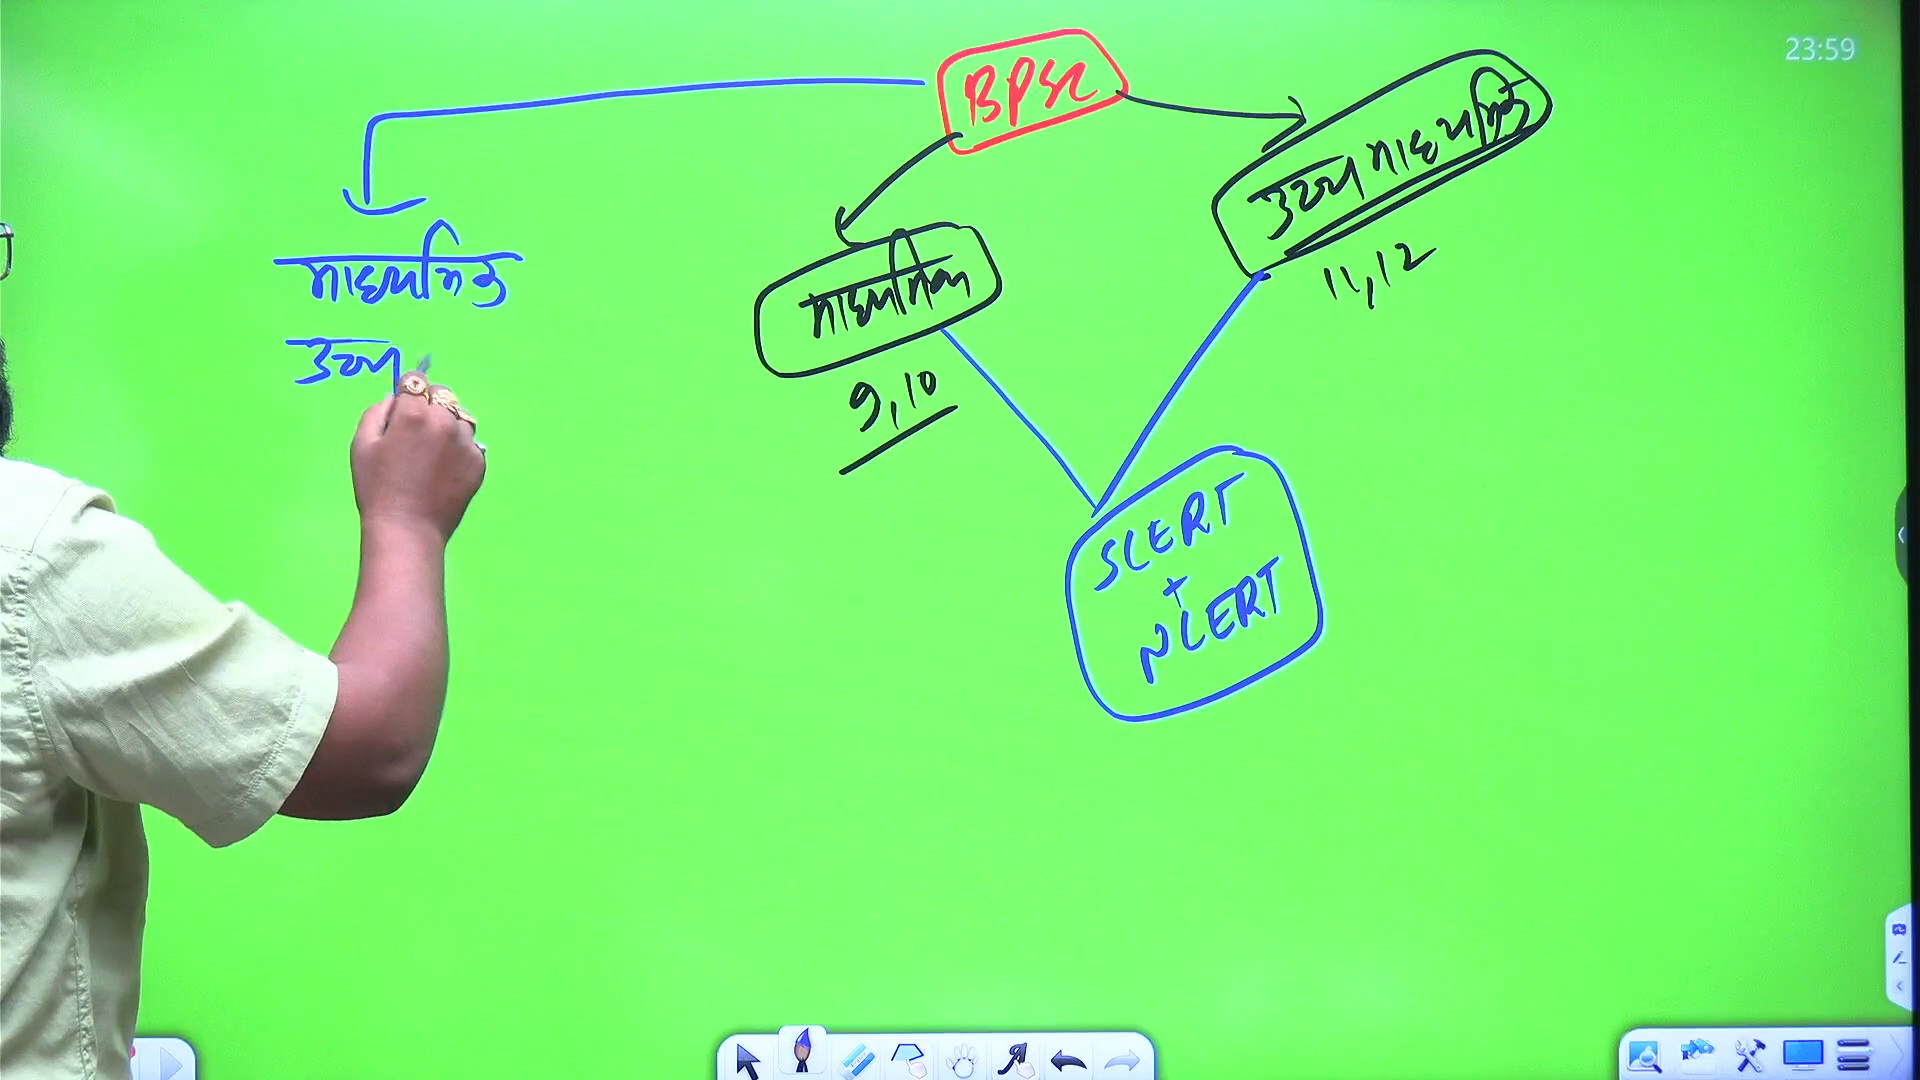 23:59
BPSC
उच्च माध्यमिक
11,12
माध्यमिक
9,10
माध्यमिक
उच्च
SCERT
+
NCERT